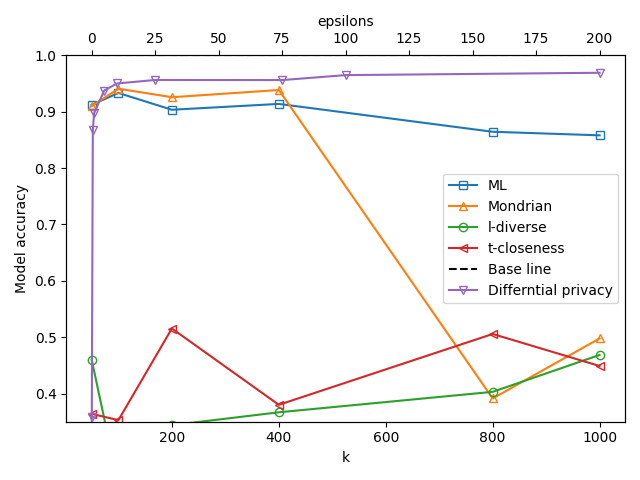 epsilons
0 25 50 75 100 125 150 175 200
1.0
0.9
0.8
0.7
0.6
0.5
0.4
Model accuracy
ML
Mondrian
l-diverse
t-closeness
Base line
Differntial privacy
200 400 600 800 1000
k